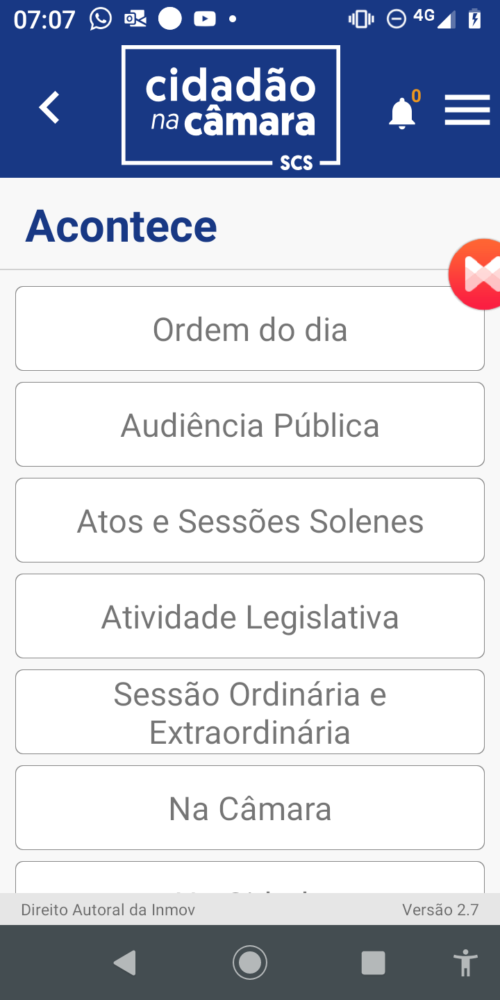 07:07
4G
cidadão
na câmara
SCS
0
Acontece
Ordem do dia
Audiência Pública
Atos e Sessões Solenes
Atividade Legislativa
Sessão Ordinária e
Extraordinária
Na Câmara
Direito Autoral da Inmov
Versão 2.7